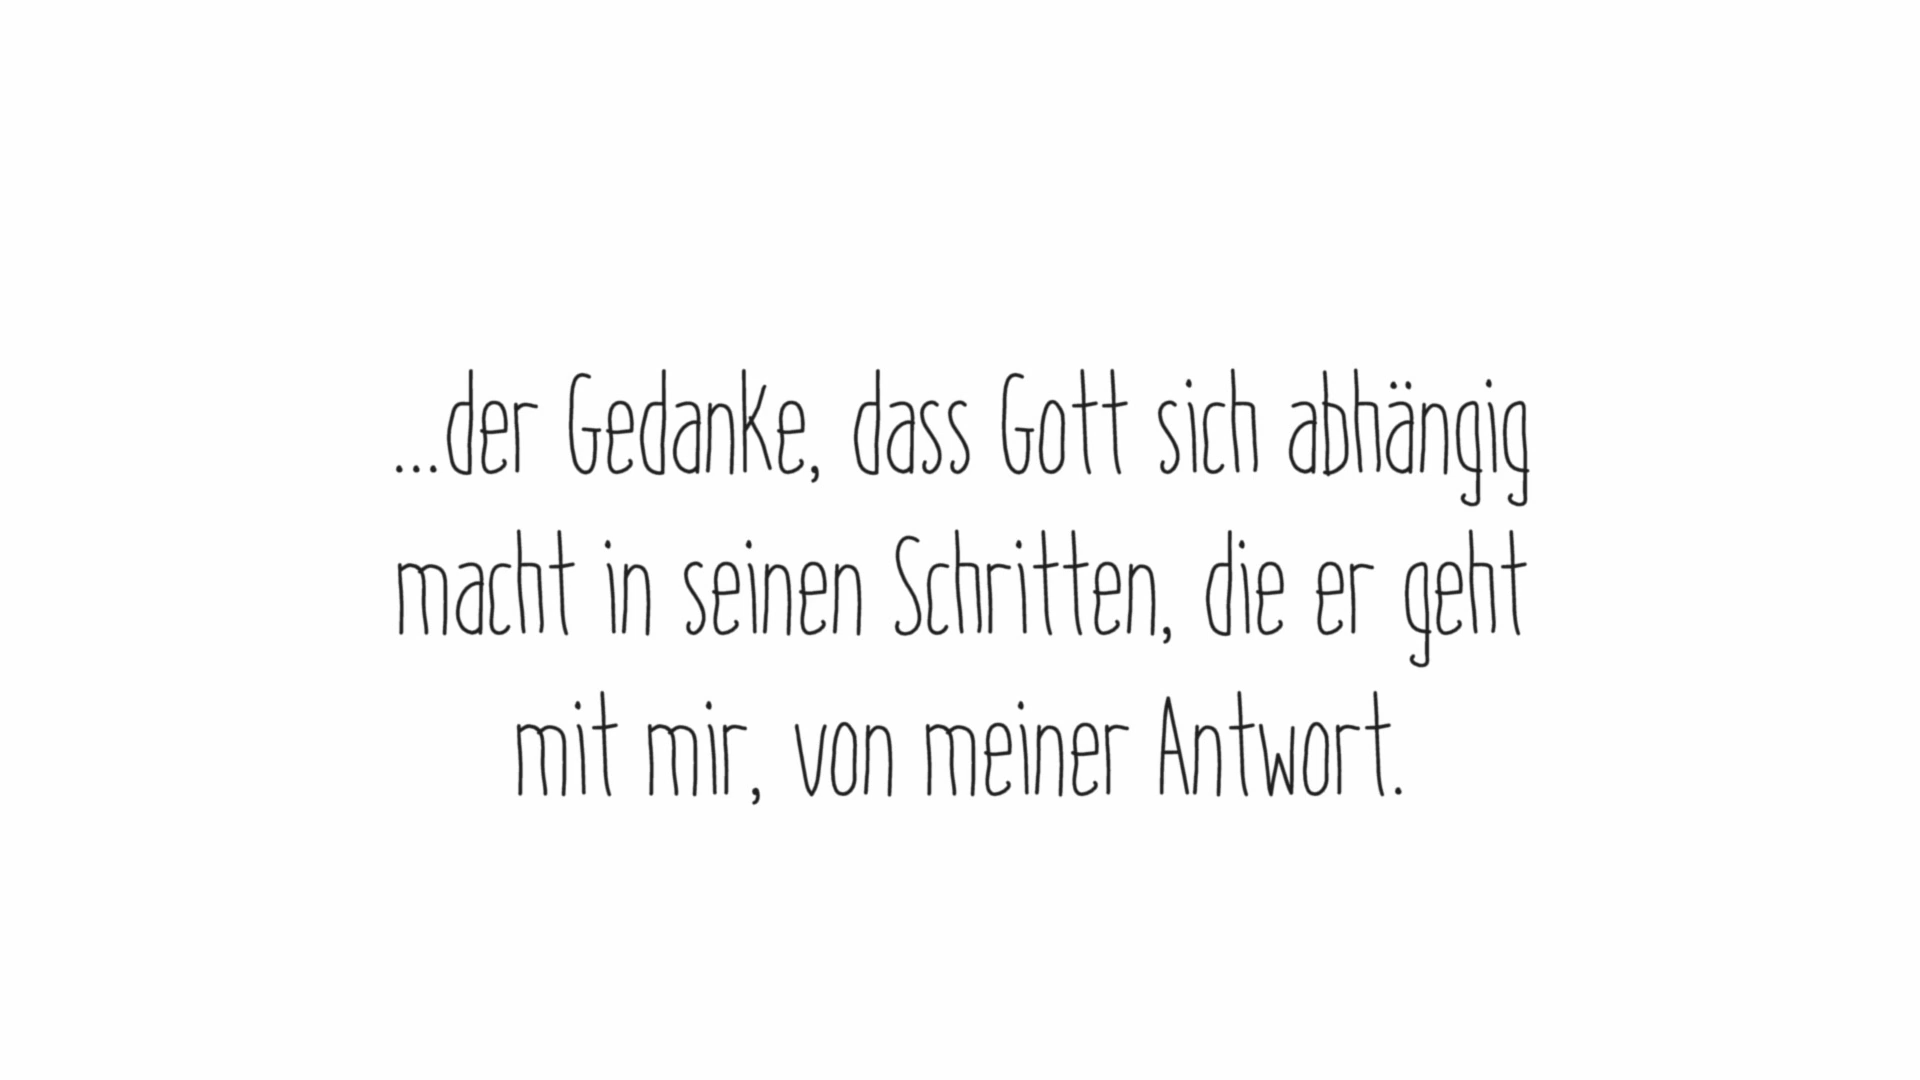 ...der Gedanke, dass Gott sich abhängig
macht in seinen Schritten, die er geht
mit mir, von meiner Antwort.